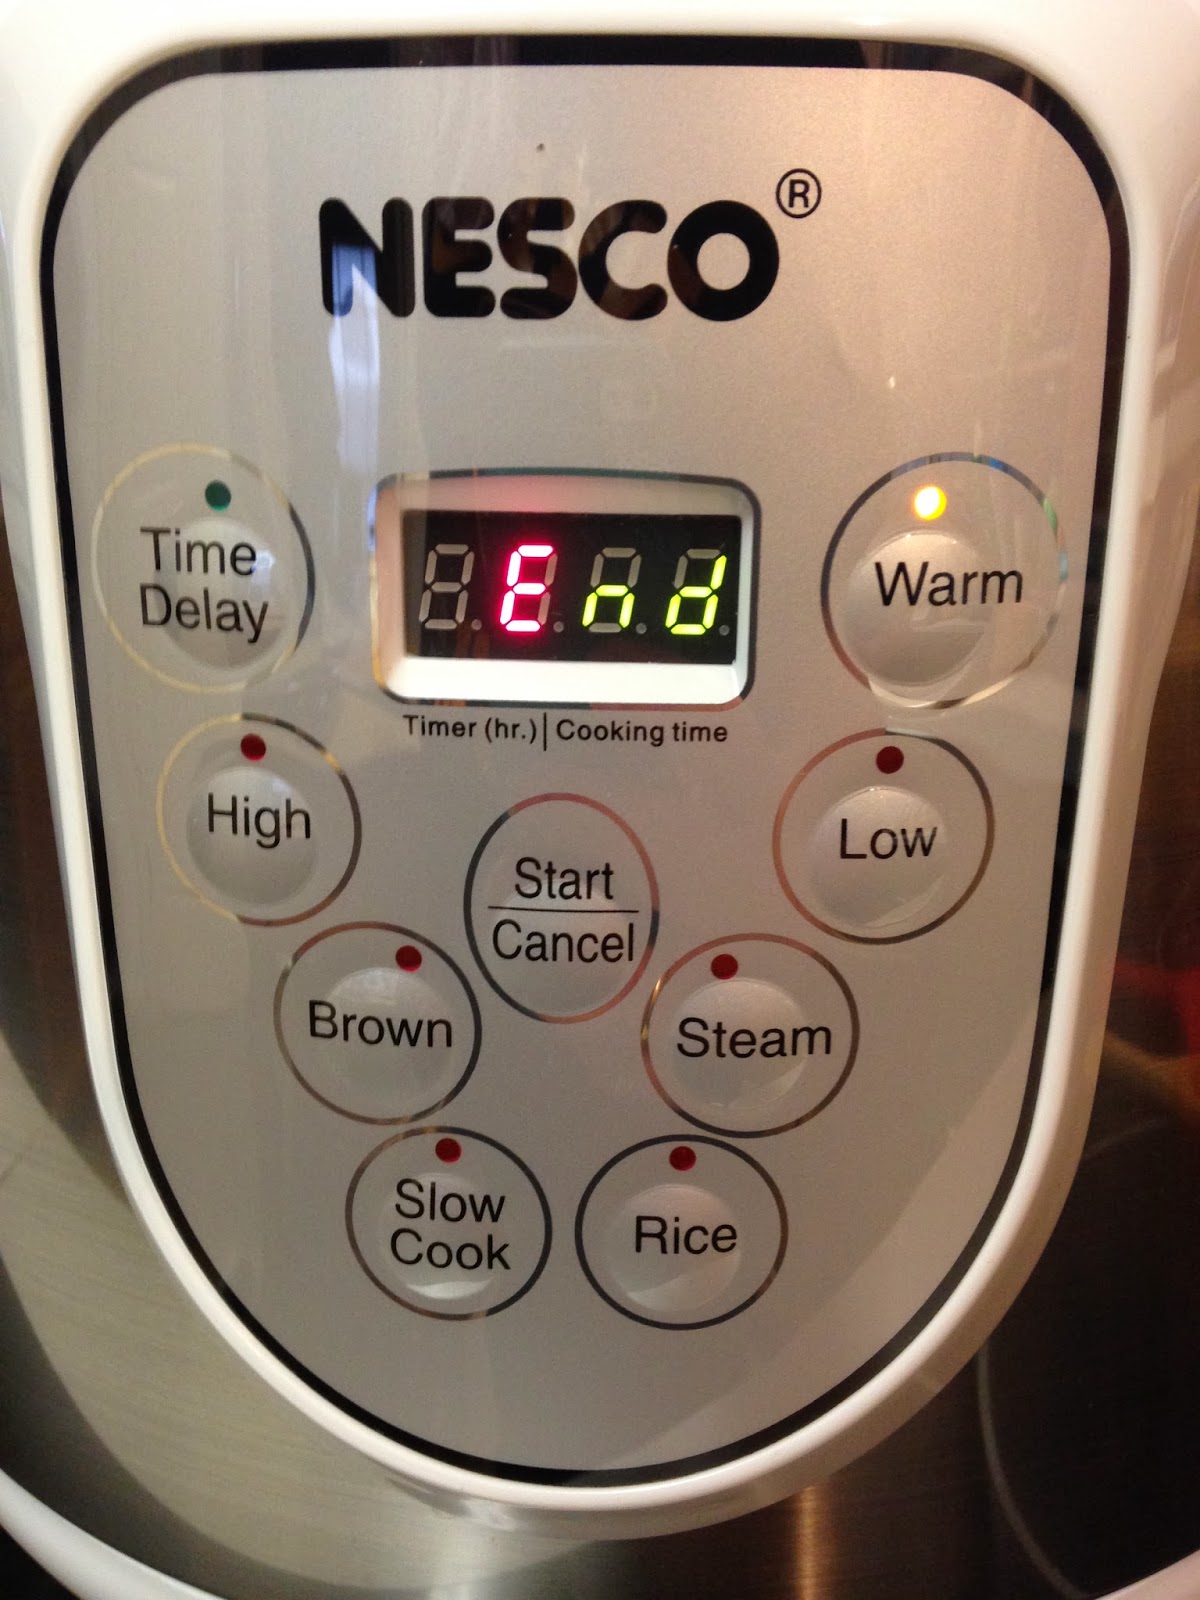 NESCO®
Time
Delay
End
Warm
Timer (hr.)|Cooking time
High
Low
Start
Cancel
Brown
Steam
Slow
Cook
Rice